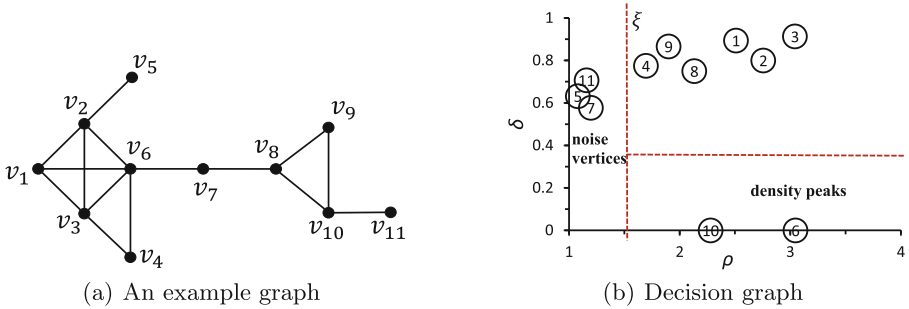 v5
v2
v9
v6
v8
v1
v7
v3
v10
v11
v4
(a) An example graph
1
0.8
0.6
0.4
0.2
0
δ
ξ
1
3
9
2
4
8
11
5
7
noise
vertices
density peaks
10
6
1 2 3 4
ρ
(b) Decision graph